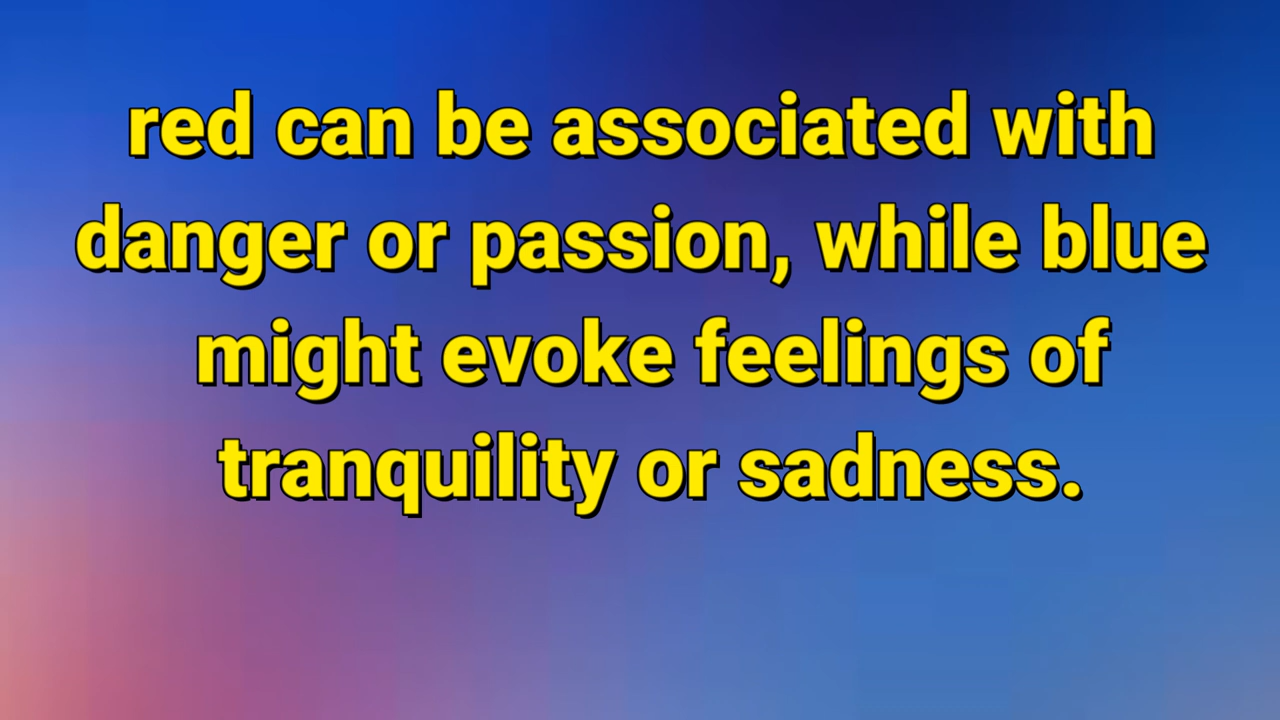 red can be associated with
danger or passion, while blue
might evoke feelings of
tranquility or sadness.